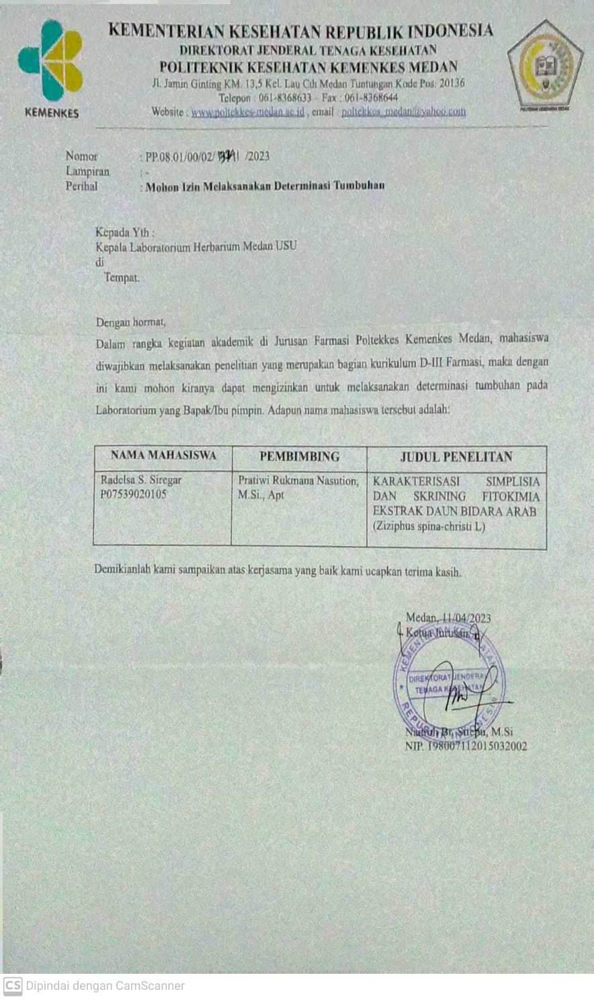 KEMENTERIAN KESEHATAN REPUBLIK INDONESIA
DIREKTORAT JENDERAL TENAGA KESEHATAN
POLITEKNIK KESEHATAN KEMENKES MEDAN
Jl. Jamin Ginting KM. 13,5 Kel. Lau Cih Medan Tuntungan Kode Pos: 20136
Telepon : 061-8368633 – Fax : 061-8368644
Website : www.poltekkes-medan.ac.id , email : poltekkes_medan@yahoo.com
KEMENKES
Nomor : PP.08.01/00/02/ /2023
Lampiran : -
Perihal : Mohon Izin Melaksanakan Determinasi Tumbuhan
Kepada Yth :
Kepala Laboratorium Herbarium Medan USU
di
Tempat.
Dengan hormat,
Dalam rangka kegiatan akademik di Jurusan Farmasi Poltekkes Kemenkes Medan, mahasiswa
diwajibkan melaksanakan penelitian yang merupakan bagian kurikulum D-III Farmasi, maka dengan
ini kami mohon kiranya dapat mengizinkan untuk melaksanakan determinasi tumbuhan pada
Laboratorium yang Bapak/Ibu pimpin. Adapun nama mahasiswa tersebut adalah:
NAMA MAHASISWA PEMBIMBING JUDUL PENELITAN
Radelsa S. Siregar Pratiwi Rukmana Nasution, KARAKTERISASI SIMPLISIA
P07539020105 M.Si., Apt DAN SKRINING FITOKIMIA
EKSTRAK DAUN BIDARA ARAB
(Ziziphus spina-christi L)
Demikianlah kami sampaikan atas kerjasama yang baik kami ucapkan terima kasih.
Medan, 11/04/2023
Ketua Jurusan
KEMENTERIAN KESEHATAN
DIREKTORAT JENDERAL
TENAGA KESEHATAN
REPUBLIK INDONESIA
Br, M.Si
NIP. 198007112015032002
CS Dipindai dengan CamScanner